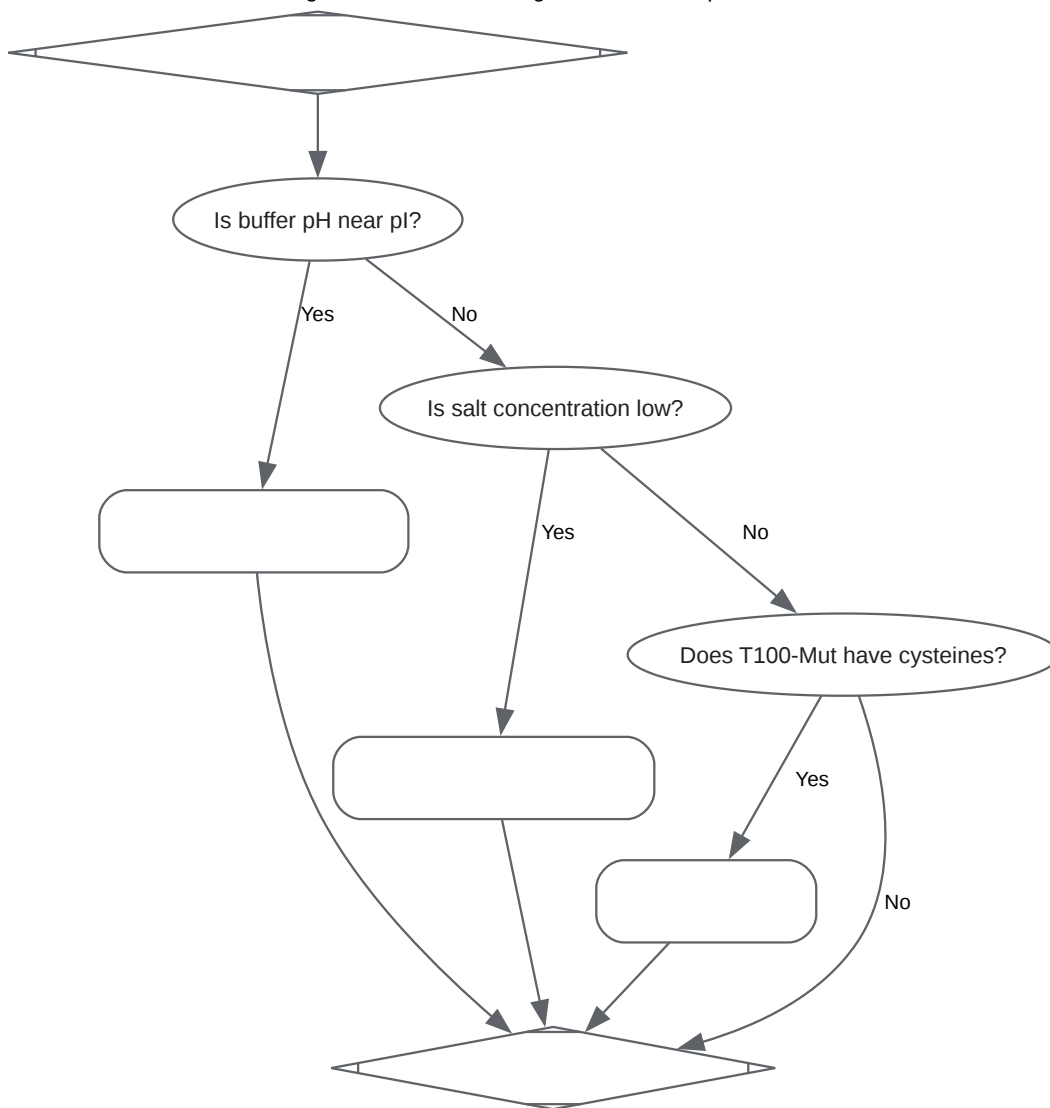 Is buffer pH near pI?
Yes
No
Is salt concentration low?
Yes
No
Does T100-Mut have cysteines?
Yes
No